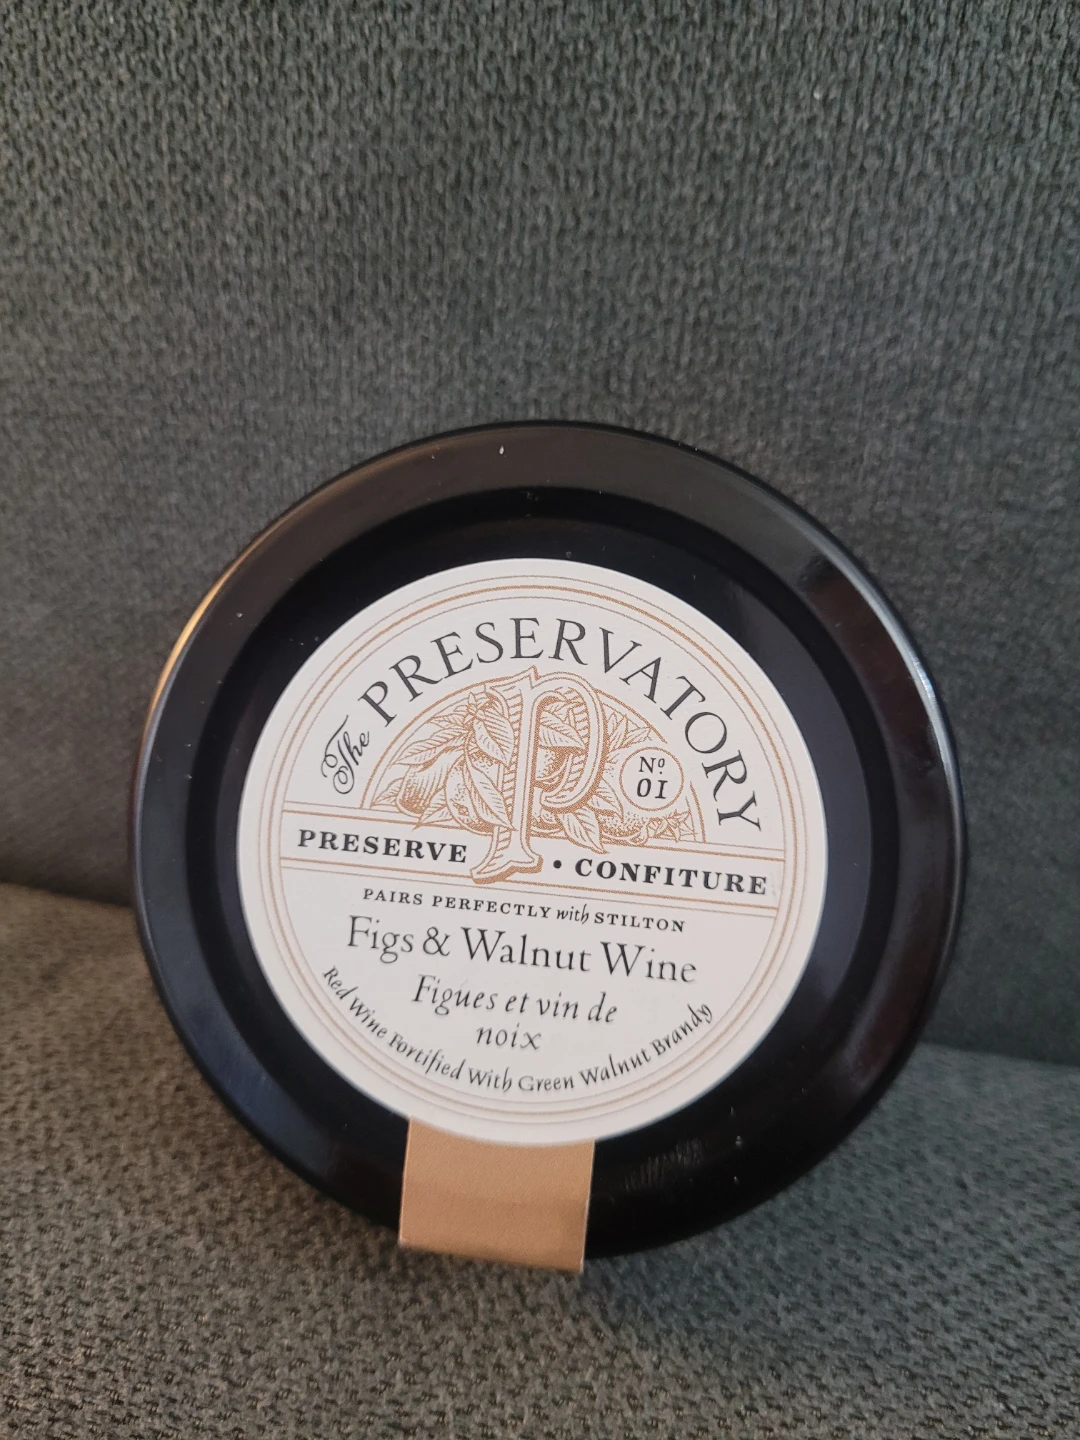 The PRESERVATORY
P
Nº
01
PRESERVE • CONFITURE
PAIRS PERFECTLY with STILTON
Figs & Walnut Wine
Figues et vin de
noix
Red Wine Fortified With Green Walnut Brandy